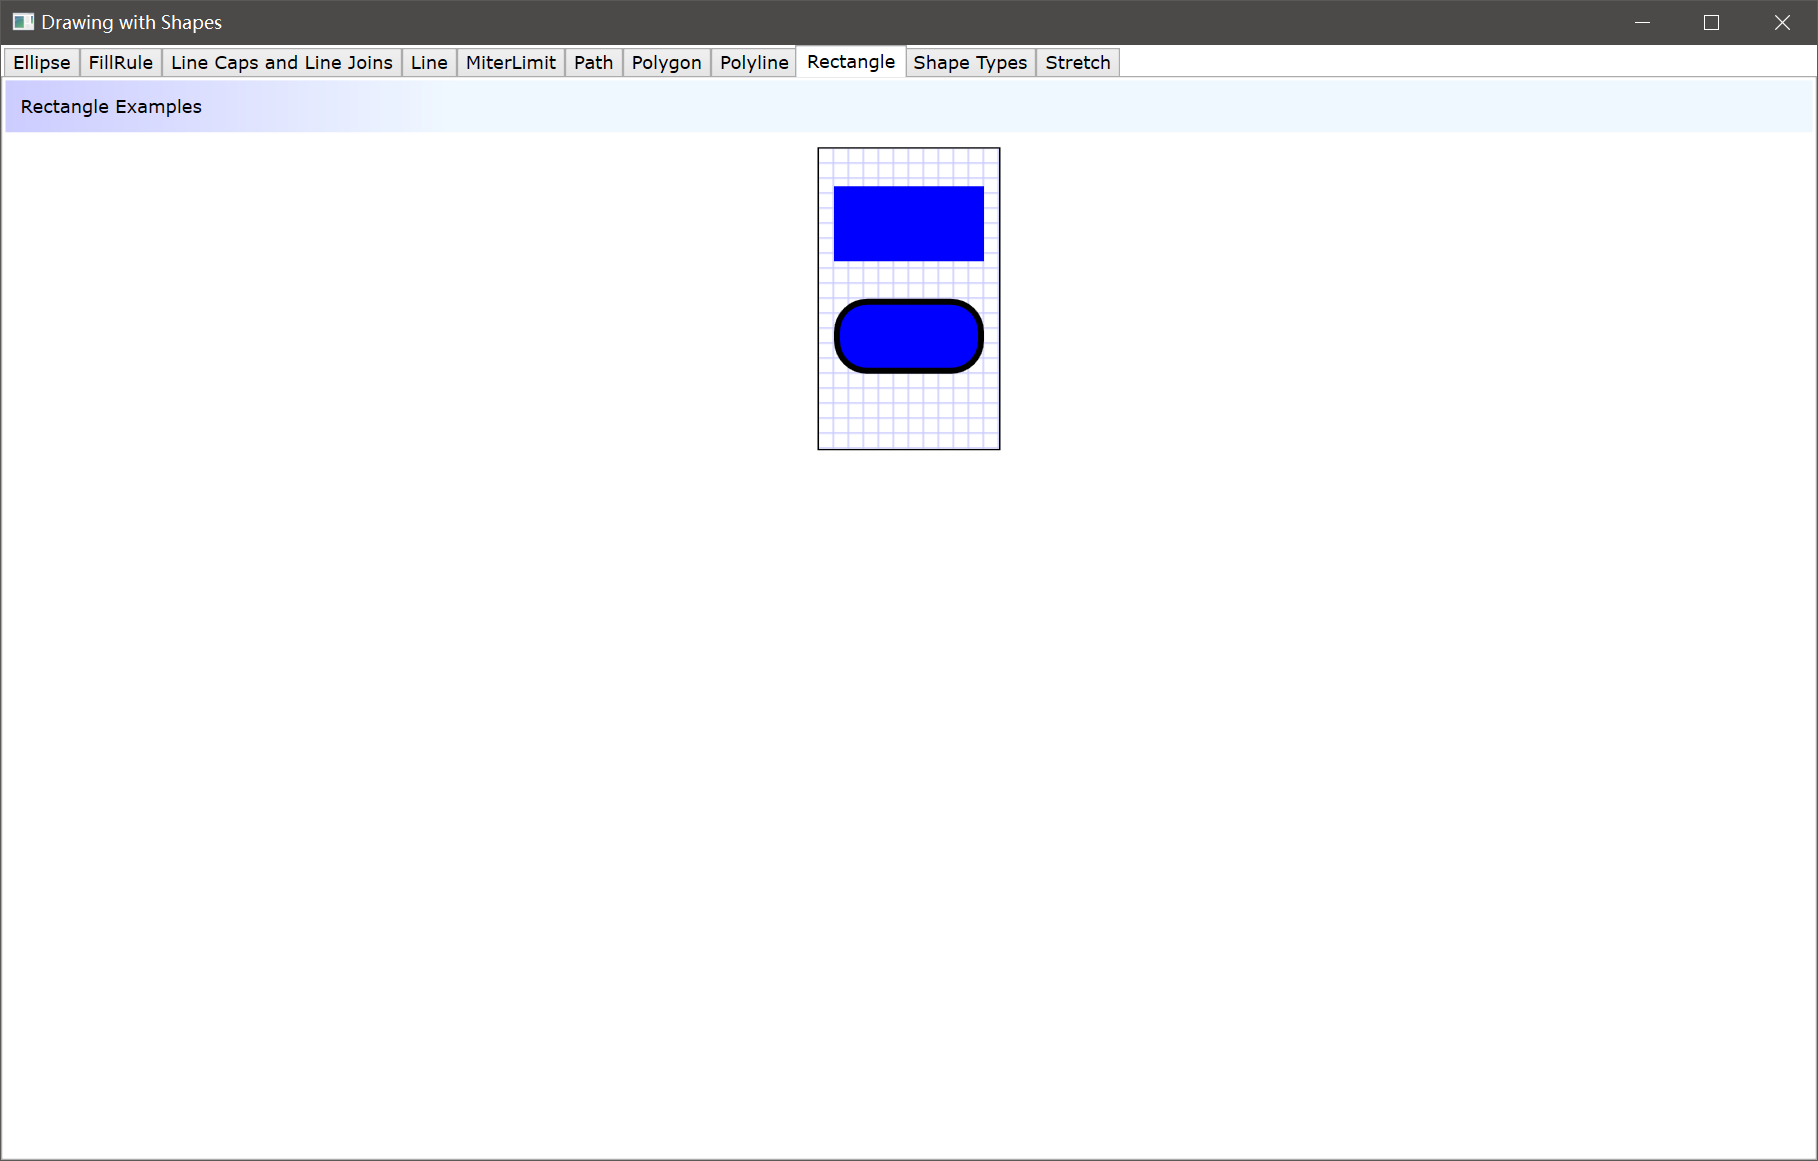 Drawing with Shapes
Ellipse FillRule Line Caps and Line Joins Line MiterLimit Path Polygon Polyline Rectangle Shape Types Stretch
Rectangle Examples